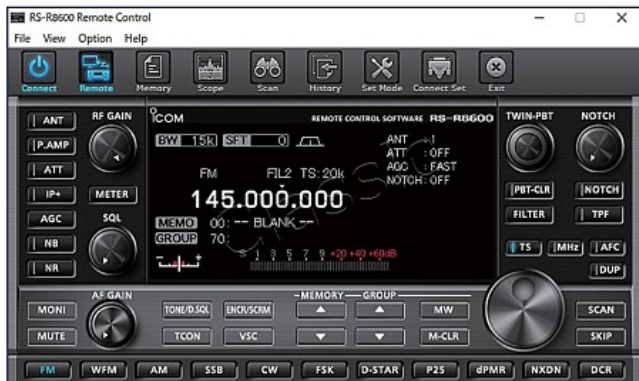 RS-R8600 Remote Control
File View Option Help
Connect Remote Memory Scope Scan History Set Mode Connect Set Exit
ANT RF GAIN ICOM REMOTE CONTROL SOFTWARE RS-R8600 TWIN-PBT NOTCH
BW 15k SFT 0 ANT :1
P.AMP ATT :OFF
ATT AGC :FAST
FM FIL2 TS:20k NOTCH:OFF
IP+ METER 145.000.000 PBT-CLR NOTCH
AGC SQL MEMO 00: -- BLANK -- FILTER TPF
GROUP 70:
NB S 1 3 5 7 9 +20 +40 +60dB TS MHz AFC
NR - + DUP
AF GAIN MEMORY GROUP
MONI TONE/D.SQL ENCR/SCRM MW SCAN
MUTE TCON VSC M-CLR SKIP
FM WFM AM SSB CW FSK D-STAR P25 dPMR NXDN DCR